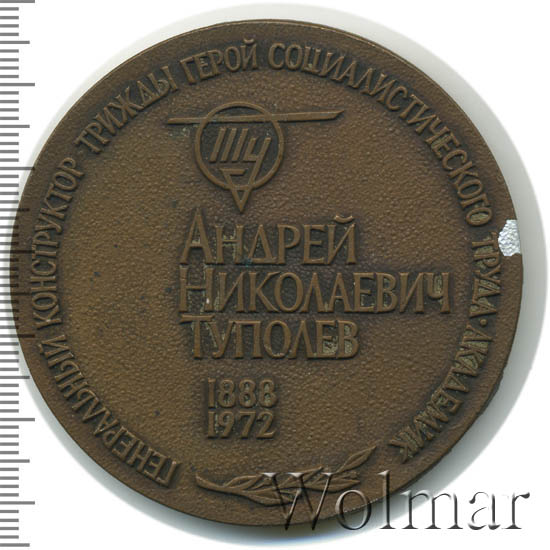 ГЕНЕРАЛЬНЫЙ КОНСТРУКТОР ТРИЖДЫ ГЕРОЙ СОЦИАЛИСТИЧЕСКОГО ТРУДА · АКАДЕМИК
Ту
АНДРЕЙ
НИКОЛАЕВИЧ
ТУПОЛЕВ
1888
1972
Wolmar